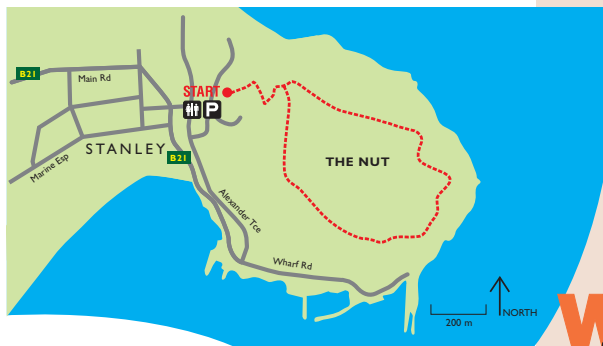 B21
Main Rd
START
P
STANLEY
B21
Marine Esp
THE NUT
Alexander Tce
Wharf Rd
NORTH
200 m
W